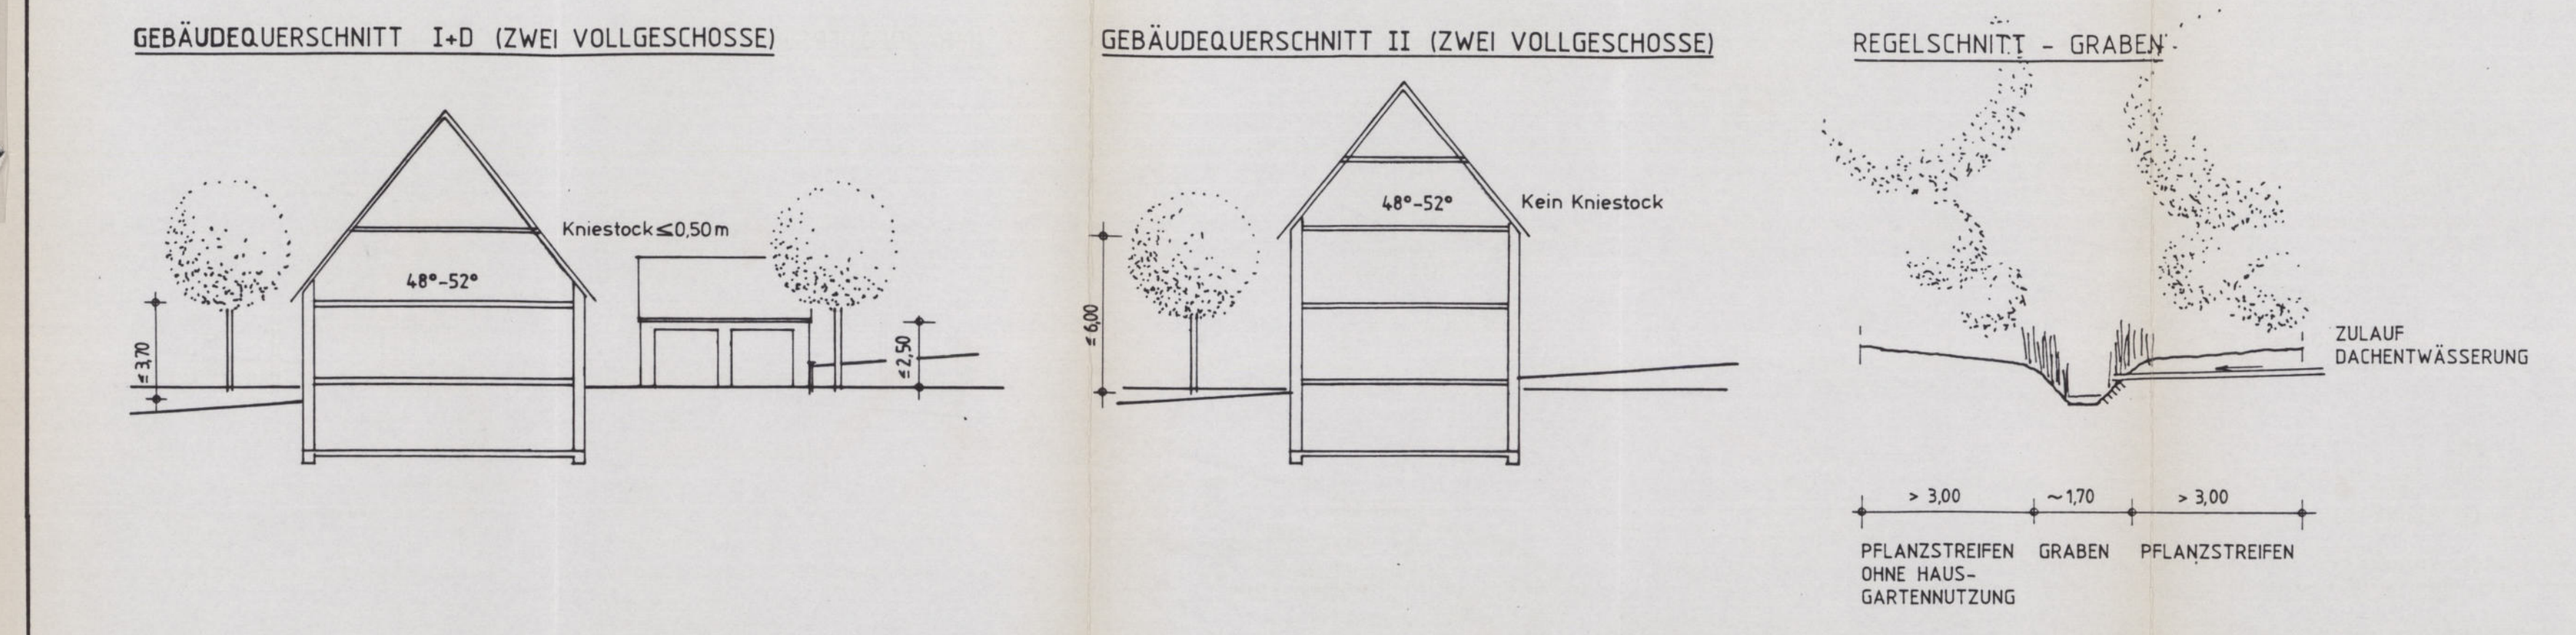 GEBÄUDEQUERSCHNITT I+D (ZWEI VOLLGESCHOSSE)
Kniestock≤0,50m
48°-52°
≤3,70
≤2,50
GEBÄUDEQUERSCHNITT II (ZWEI VOLLGESCHOSSE)
48°-52°
Kein Kniestock
≤6,00
REGELSCHNITT - GRABEN
ZULAUF
DACHENTWÄSSERUNG
> 3,00
~1,70
> 3,00
PFLANZSTREIFEN
OHNE HAUS-
GARTENNUTZUNG
GRABEN
PFLANZSTREIFEN